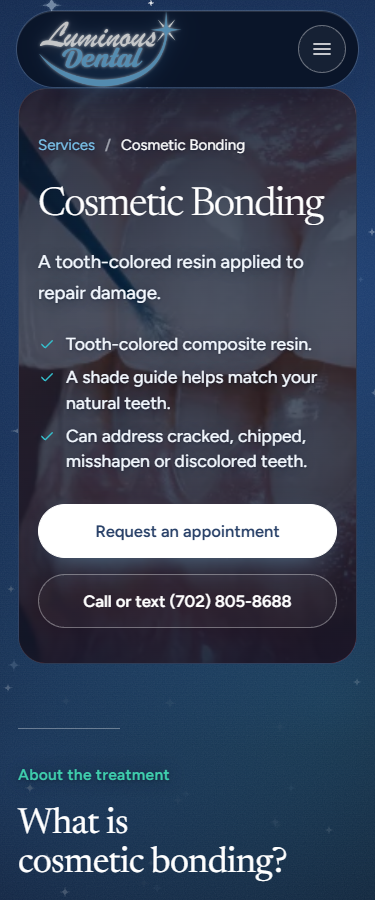 Luminous
Dental
Services / Cosmetic Bonding
Cosmetic Bonding
A tooth-colored resin applied to
repair damage.
Tooth-colored composite resin.
A shade guide helps match your
natural teeth.
Can address cracked, chipped,
misshapen or discolored teeth.
Request an appointment
Call or text (702) 805-8688
About the treatment
What is
cosmetic bonding?